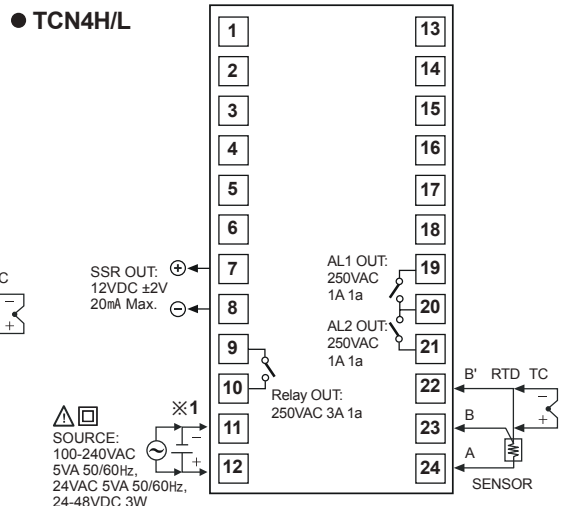 ● TCN4H/L
1
2
3
4
5
6
7
8
9
10
11
12
13
14
15
16
17
18
19
20
21
22
23
24
C
−
+
SSR OUT:
12VDC ±2V
20mA Max.
⊕
⊖
Relay OUT:
250VAC 3A 1a
※1
SOURCE:
100-240VAC
5VA 50/60Hz,
24VAC 5VA 50/60Hz,
24-48VDC 3W
−
+
AL1 OUT:
250VAC
1A 1a
AL2 OUT:
250VAC
1A 1a
B' RTD TC
B
A
−
+
SENSOR